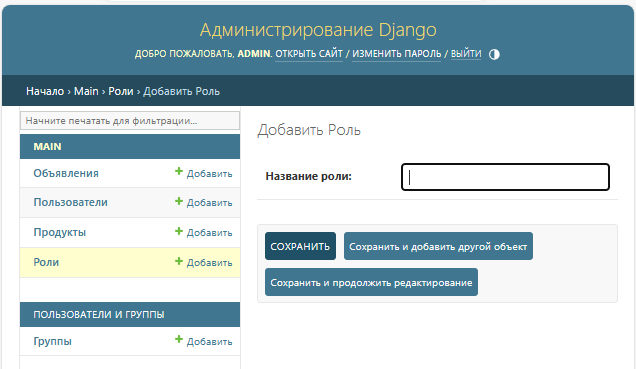 Администрирование Django
ДОБРО ПОЖАЛОВАТЬ, ADMIN. ОТКРЫТЬ САЙТ / ИЗМЕНИТЬ ПАРОЛЬ / ВЫЙТИ
Начало › Main › Роли › Добавить Роль
Начните печатать для фильтрации...
MAIN
Объявления Добавить
Пользователи Добавить
Продукты Добавить
Роли Добавить
ПОЛЬЗОВАТЕЛИ И ГРУППЫ
Группы Добавить
Добавить Роль
Название роли:
СОХРАНИТЬ Сохранить и добавить другой объект
Сохранить и продолжить редактирование